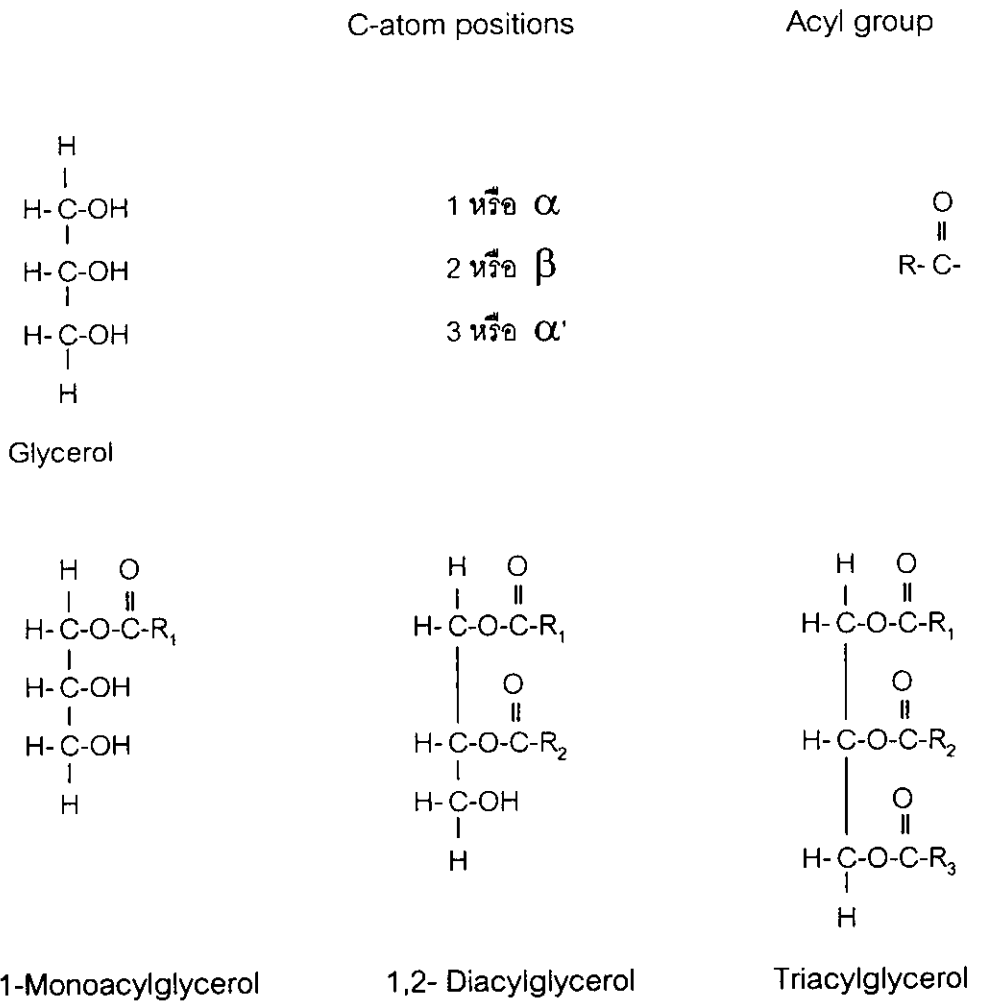 C-atom positions
Acyl group
H
H-C-OH
H-C-OH
H-C-OH
H
Glycerol
1 หรือ α
2 หรือ β
3 หรือ α'
O
R-C-
H O
H-C-O-C-R₁
H-C-OH
H-C-OH
H
1-Monoacylglycerol
H O
H-C-O-C-R₁
O
H-C-O-C-R₂
H-C-OH
H
1,2- Diacylglycerol
H O
H-C-O-C-R₁
O
H-C-O-C-R₂
O
H-C-O-C-R₃
H
Triacylglycerol